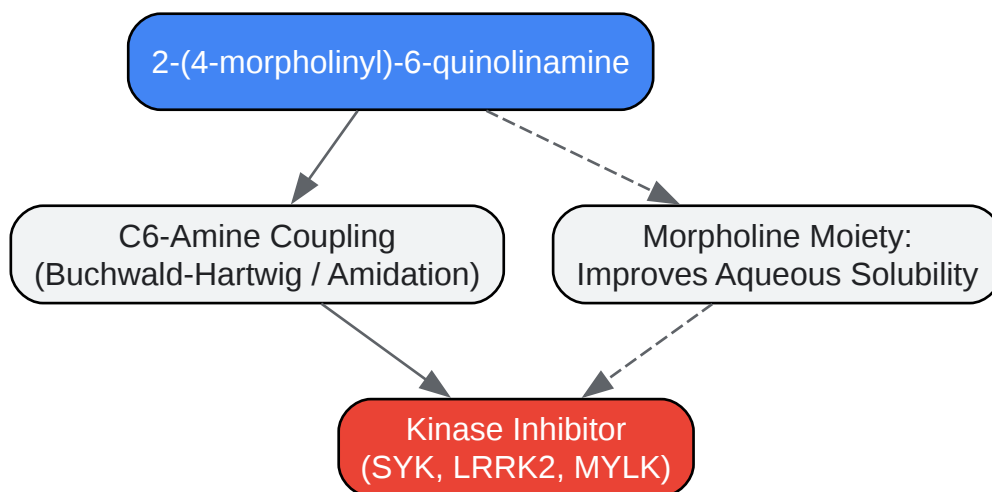 2-(4-morpholinyl)-6-quinolinamine
C6-Amine Coupling
(Buchwald-Hartwig / Amidation)
Morpholine Moiety:
Improves Aqueous Solubility
Kinase Inhibitor
(SYK, LRRK2, MYLK)